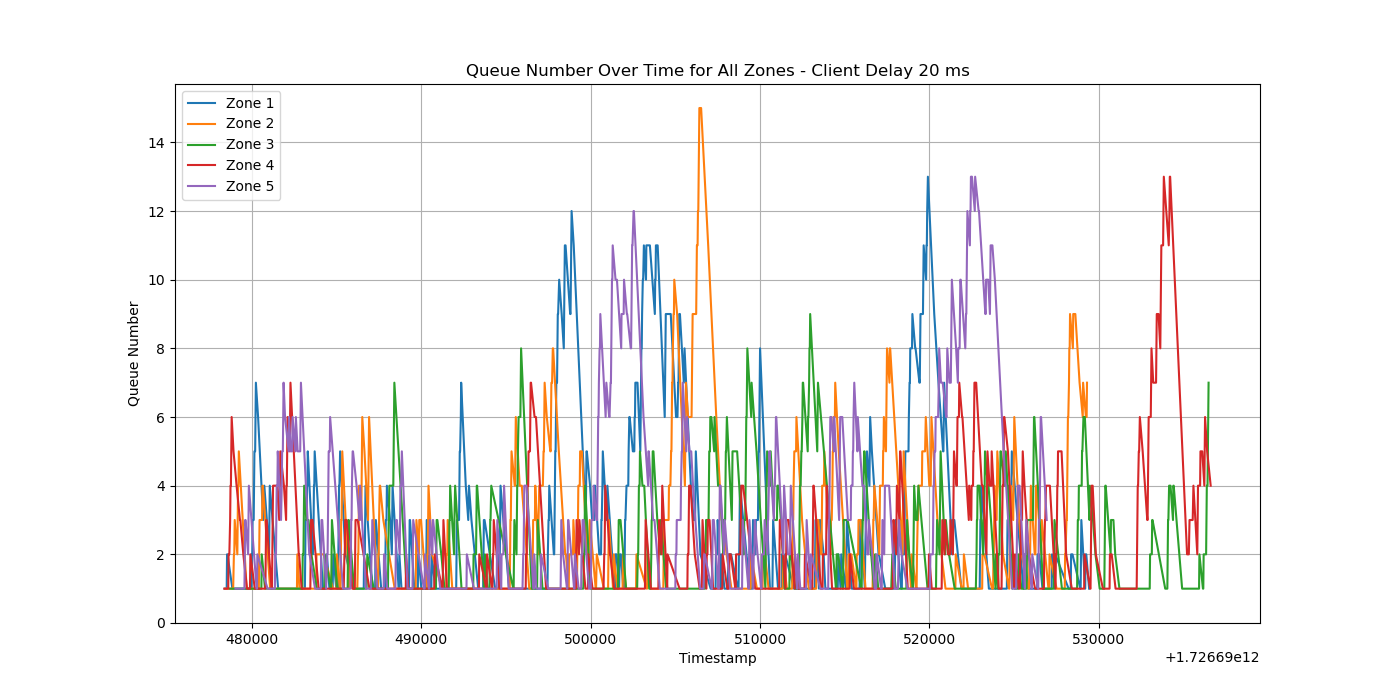 Queue Number Over Time for All Zones - Client Delay 20 ms
Zone 1
Zone 2
Zone 3
Zone 4
Zone 5
14
12
10
8
6
4
2
0
Queue Number
480000 490000 500000 510000 520000 530000
Timestamp
+1.72669e12